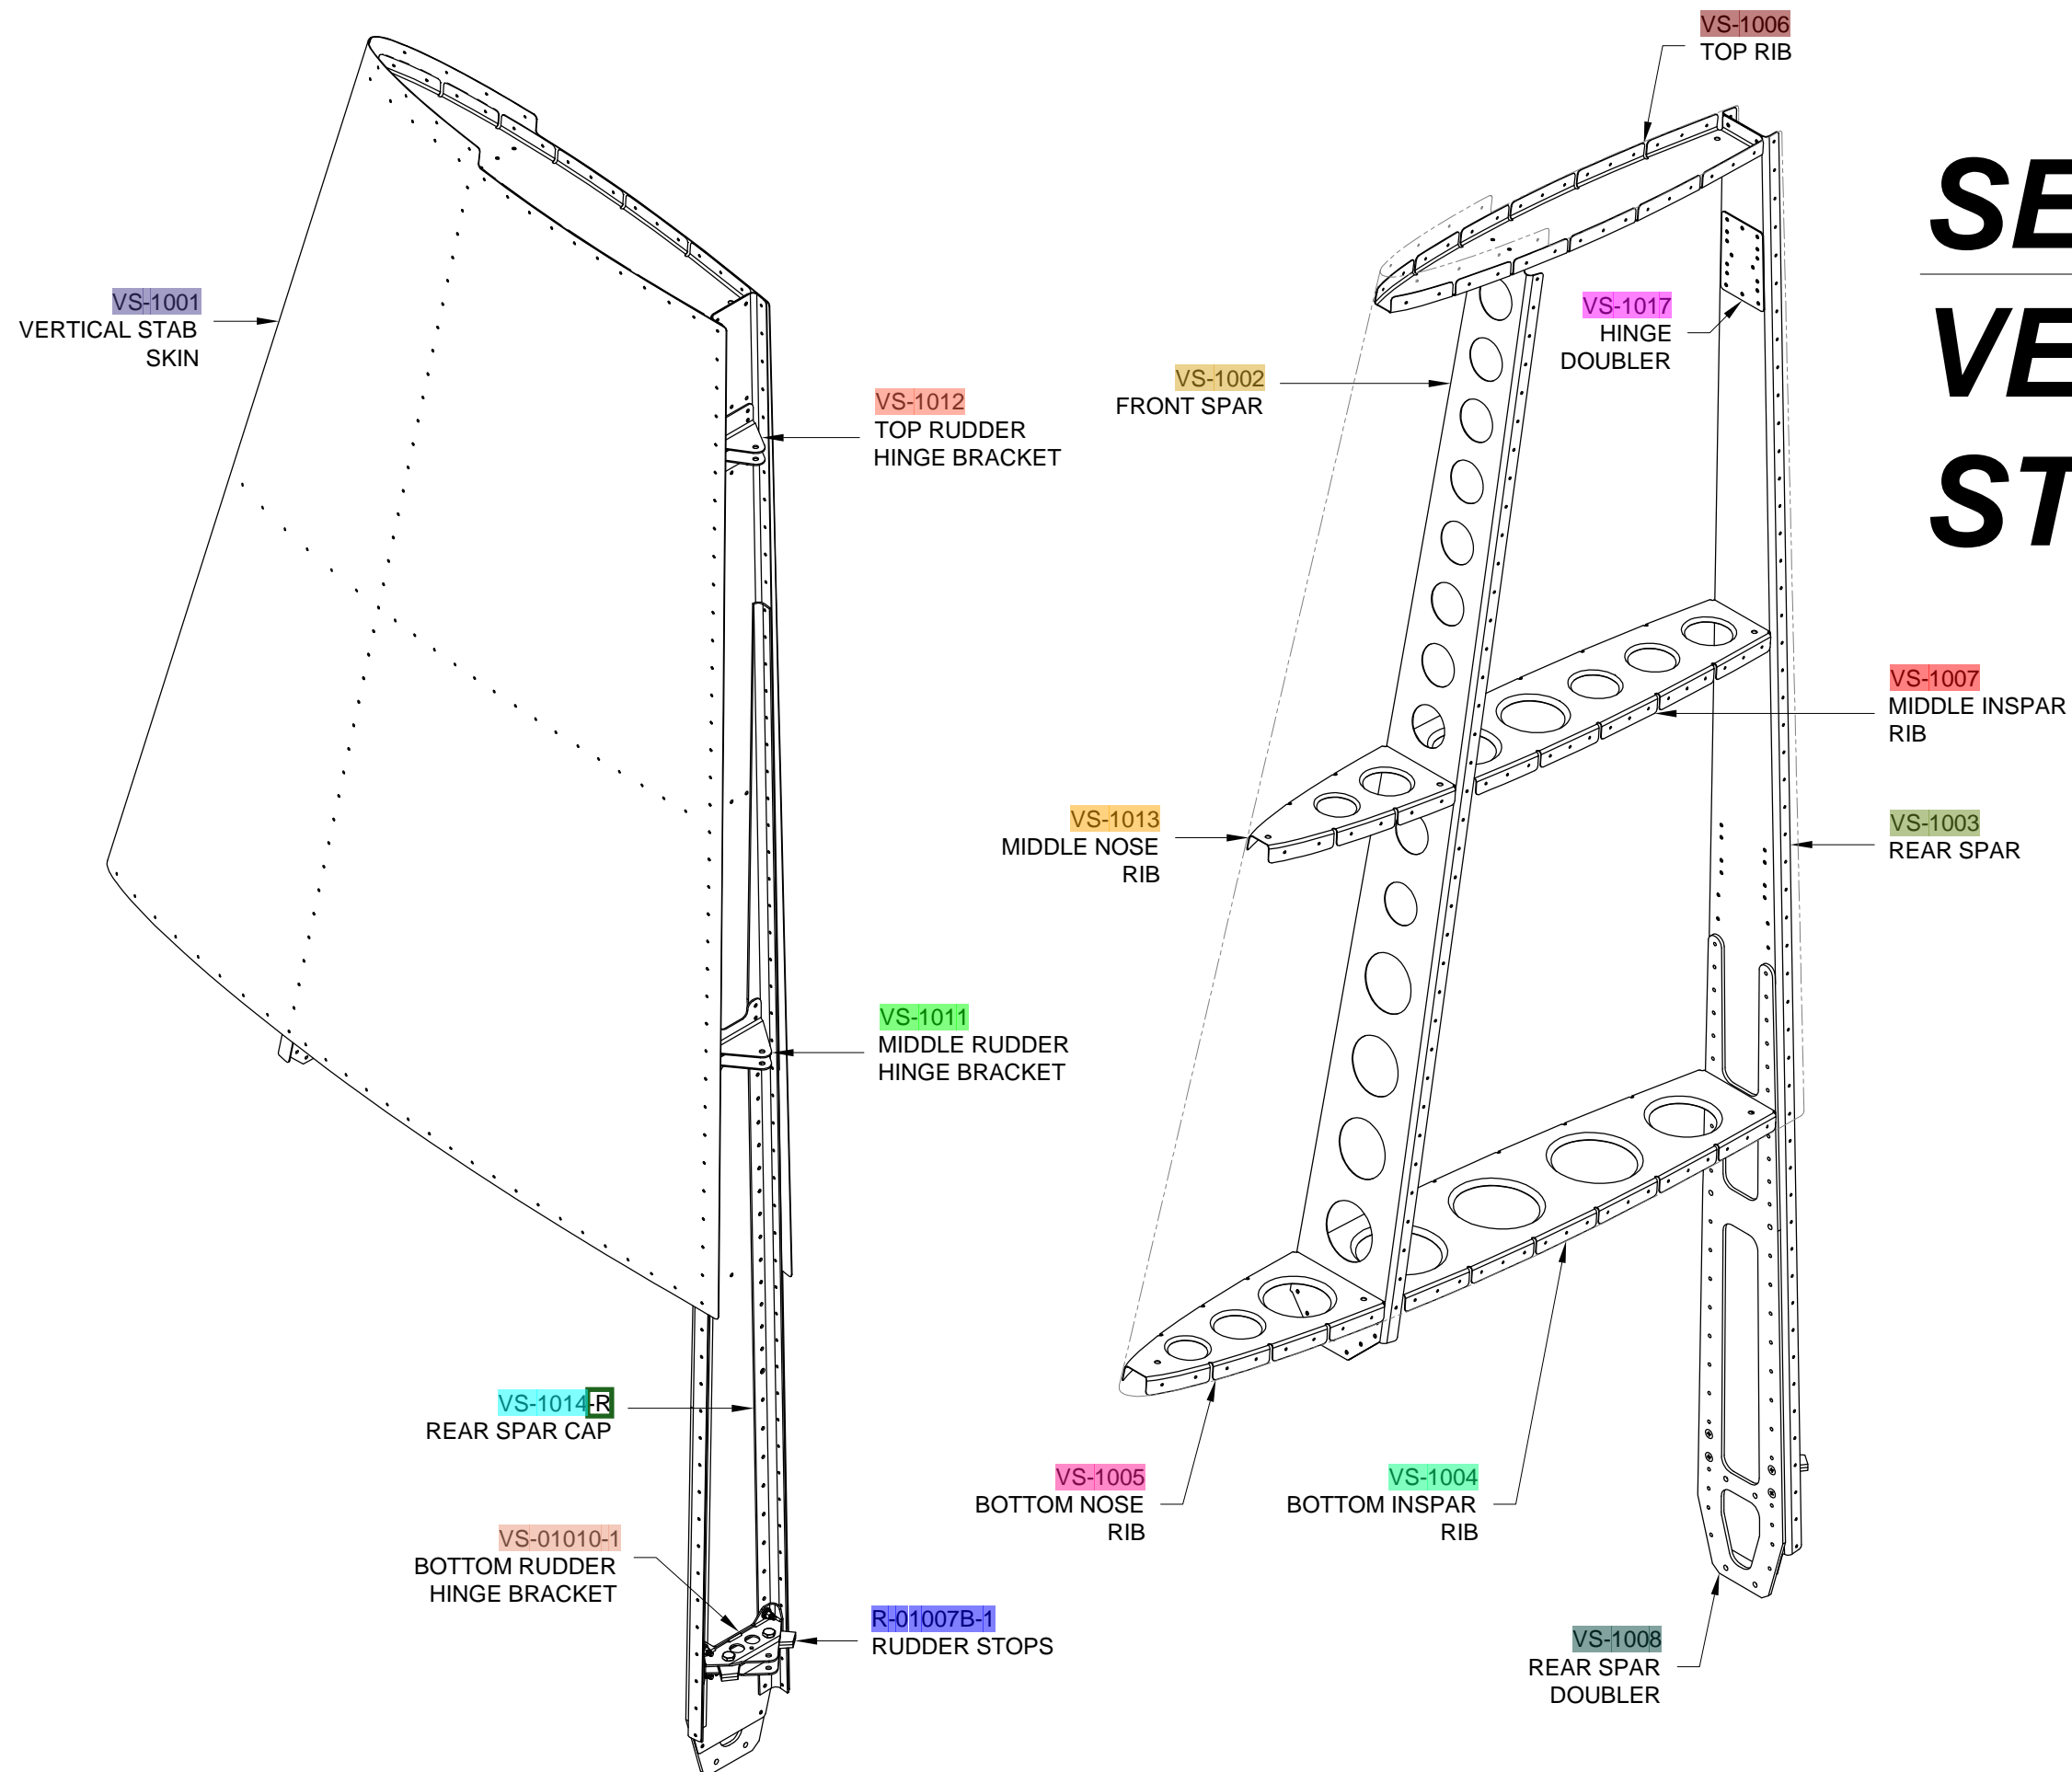 VS-1006
TOP RIB
SE
VE
ST
VS-1001
VERTICAL STAB
SKIN
VS-1017
HINGE
DOUBLER
VS-1002
FRONT SPAR
VS-1012
TOP RUDDER
HINGE BRACKET
VS-1007
MIDDLE INSPAR
RIB
VS-1013
MIDDLE NOSE
RIB
VS-1003
REAR SPAR
VS-1011
MIDDLE RUDDER
HINGE BRACKET
VS-1014-R
REAR SPAR CAP
VS-1005
BOTTOM NOSE
RIB
VS-1004
BOTTOM INSPAR
RIB
VS-01010-1
BOTTOM RUDDER
HINGE BRACKET
R-01007B-1
RUDDER STOPS
VS-1008
REAR SPAR
DOUBLER